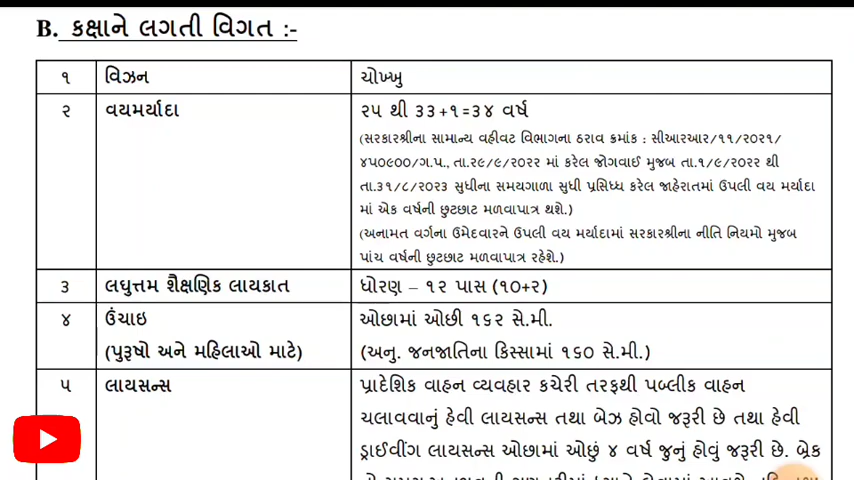 B. કક્ષાને લગતી વિગત :-
૧ વિઝન ચોખ્ખુ
૨ વયમર્યાદા ૨૫ થી ૩૩+૧=૩૪ વર્ષ
(સરકારશ્રીના સામાન્ય વહીવટ વિભાગના ઠરાવ ક્રમાંક : સીઆરઆર/૧૧/૨૦૨૧/
૪૫૦૯૦૦/ગ.પ., તા.૨૯/૯/૨૦૨૨ માં કરેલ જોગવાઈ મુજબ તા.૧/૯/૨૦૨૨ થી
તા.૩૧/૮/૨૦૨૩ સુધીના સમયગાળા સુધી પ્રસિધ્ધ કરેલ જાહેરાતમાં ઉપલી વય મર્યાદા
માં એક વર્ષની છુટછાટ મળવાપાત્ર થશે.)
(અનામત વર્ગના ઉમેદવારને ઉપલી વય મર્યાદામાં સરકારશ્રીના નીતિ નિયમો મુજબ
પાંચ વર્ષની છુટછાટ મળવાપાત્ર રહેશે.)
૩ લઘુત્તમ શૈક્ષણિક લાયકાત ધોરણ – ૧૨ પાસ (૧૦+૨)
૪ ઉંચાઇ ઓછામાં ઓછી ૧૬૨ સે.મી.
(પુરૂષો અને મહિલાઓ માટે) (અનુ. જનજાતિના કિસ્સામાં ૧૬૦ સે.મી.)
૫ લાયસન્સ પ્રાદેશિક વાહન વ્યવહાર કચેરી તરફથી પબ્લીક વાહન
ચલાવવાનું હેવી લાયસન્સ તથા બેઝ હોવો જરૂરી છે તથા હેવી
ડ્રાઈવીંગ લાયસન્સ ઓછામાં ઓછું ૪ વર્ષ જુનું હોવું જરૂરી છે. બ્રેક